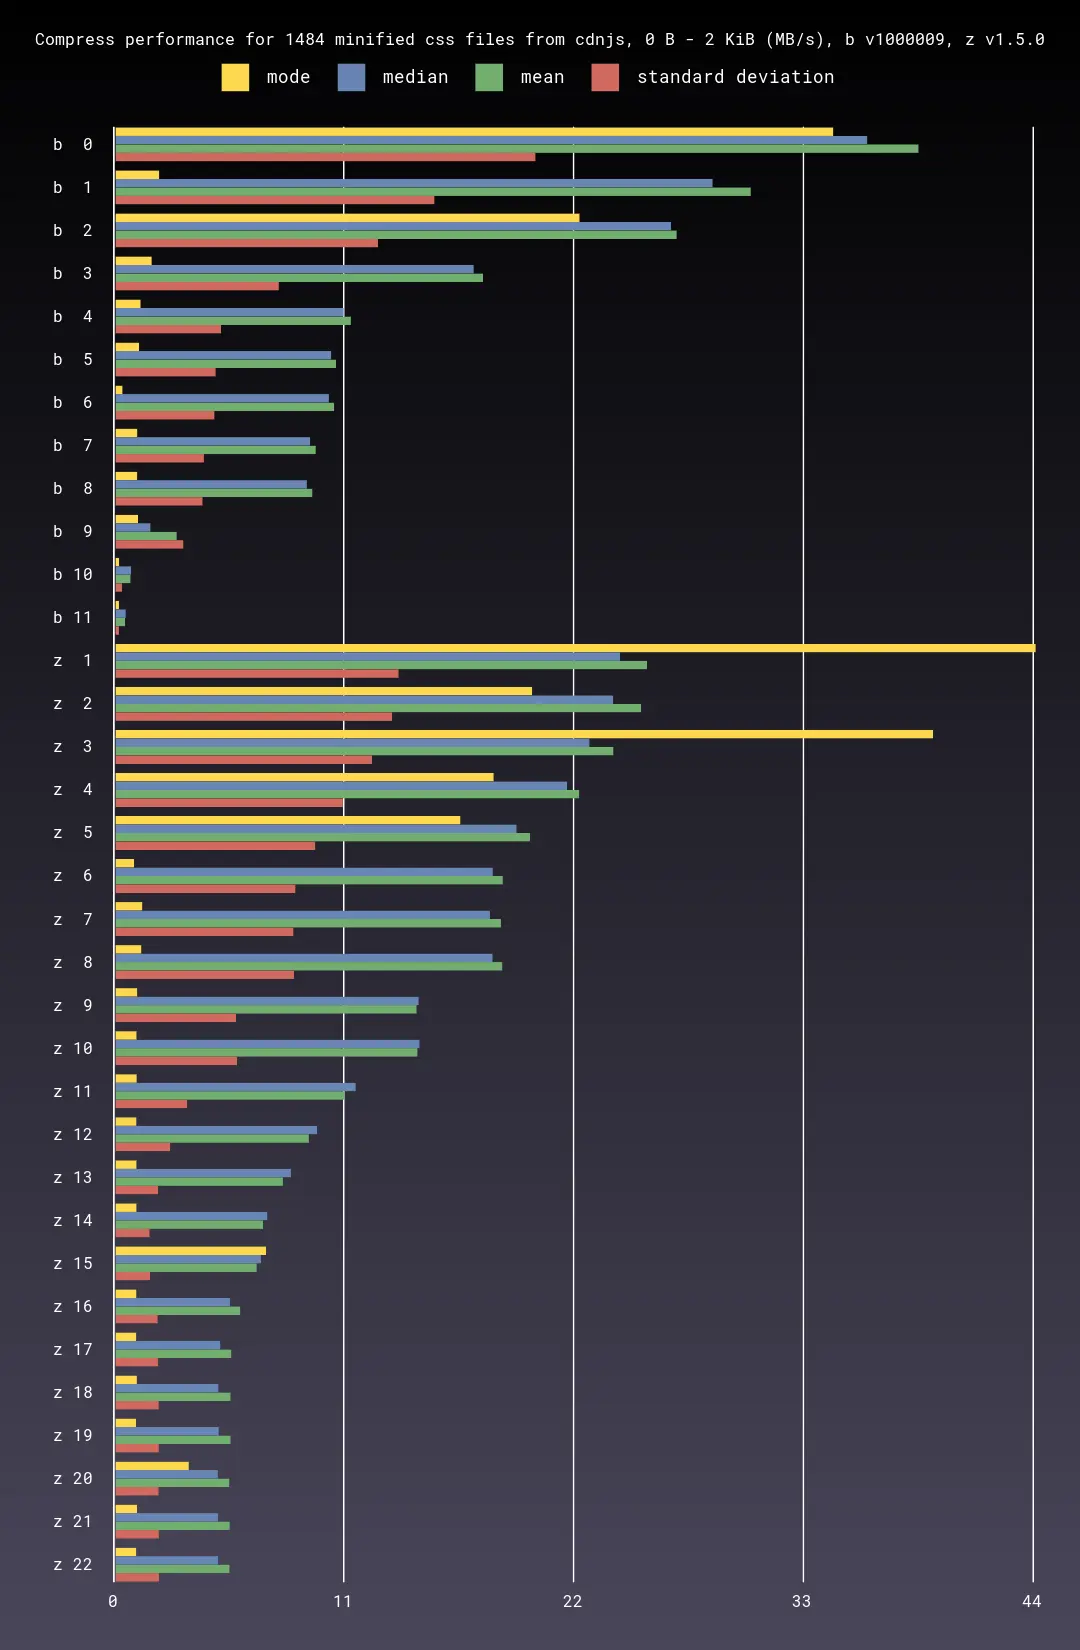 Compress performance for 1484 minified css files from cdnjs, 0 B - 2 KiB (MB/s), b v1000009, z v1.5.0
mode median mean standard deviation
b 0
b 1
b 2
b 3
b 4
b 5
b 6
b 7
b 8
b 9
b 10
b 11
z 1
z 2
z 3
z 4
z 5
z 6
z 7
z 8
z 9
z 10
z 11
z 12
z 13
z 14
z 15
z 16
z 17
z 18
z 19
z 20
z 21
z 22
0 11 22 33 44